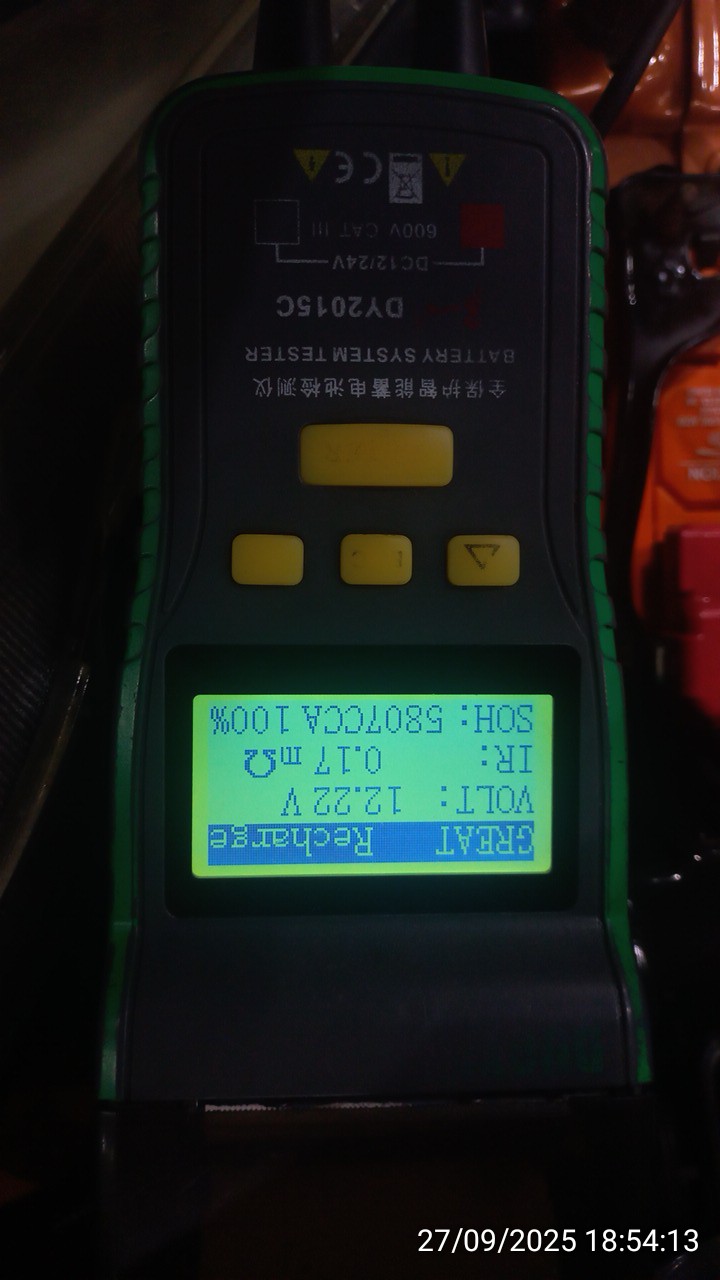 GREAT Recharge
VOLT: 12.22 V
IR: 0.17 mΩ
SOH: 5807CCA 100%
全保护智能蓄电池检测仪
BATTERY SYSTEM TESTER
DY2015C
DC12/24V
600V CAT III
CE
27/09/2025 18:54:13